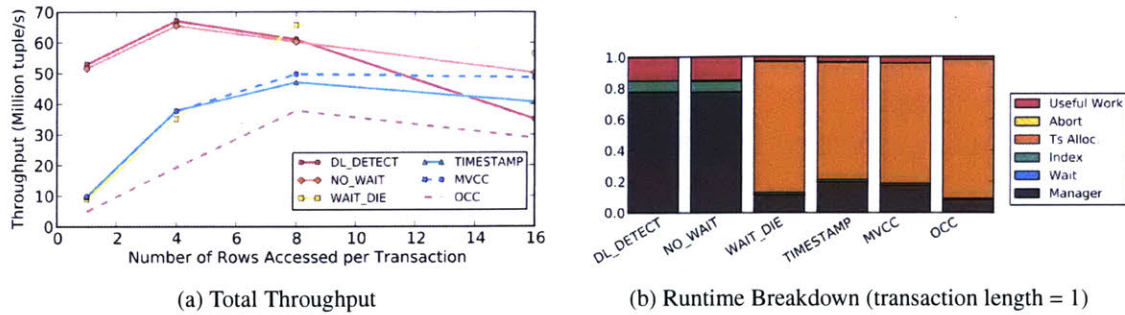 Throughput (Million tuple/s)
70
60
50
40
30
20
10
0
0 2 4 6 8 10 12 14 16
Number of Rows Accessed per Transaction
DL_DETECT
NO_WAIT
WAIT_DIE
TIMESTAMP
MVCC
OCC
(a) Total Throughput
1.0
0.8
0.6
0.4
0.2
0.0
DL_DETECT
NO_WAIT
WAIT_DIE
TIMESTAMP
MVCC
OCC
Useful Work
Abort
Ts Alloc.
Index
Wait
Manager
(b) Runtime Breakdown (transaction length = 1)